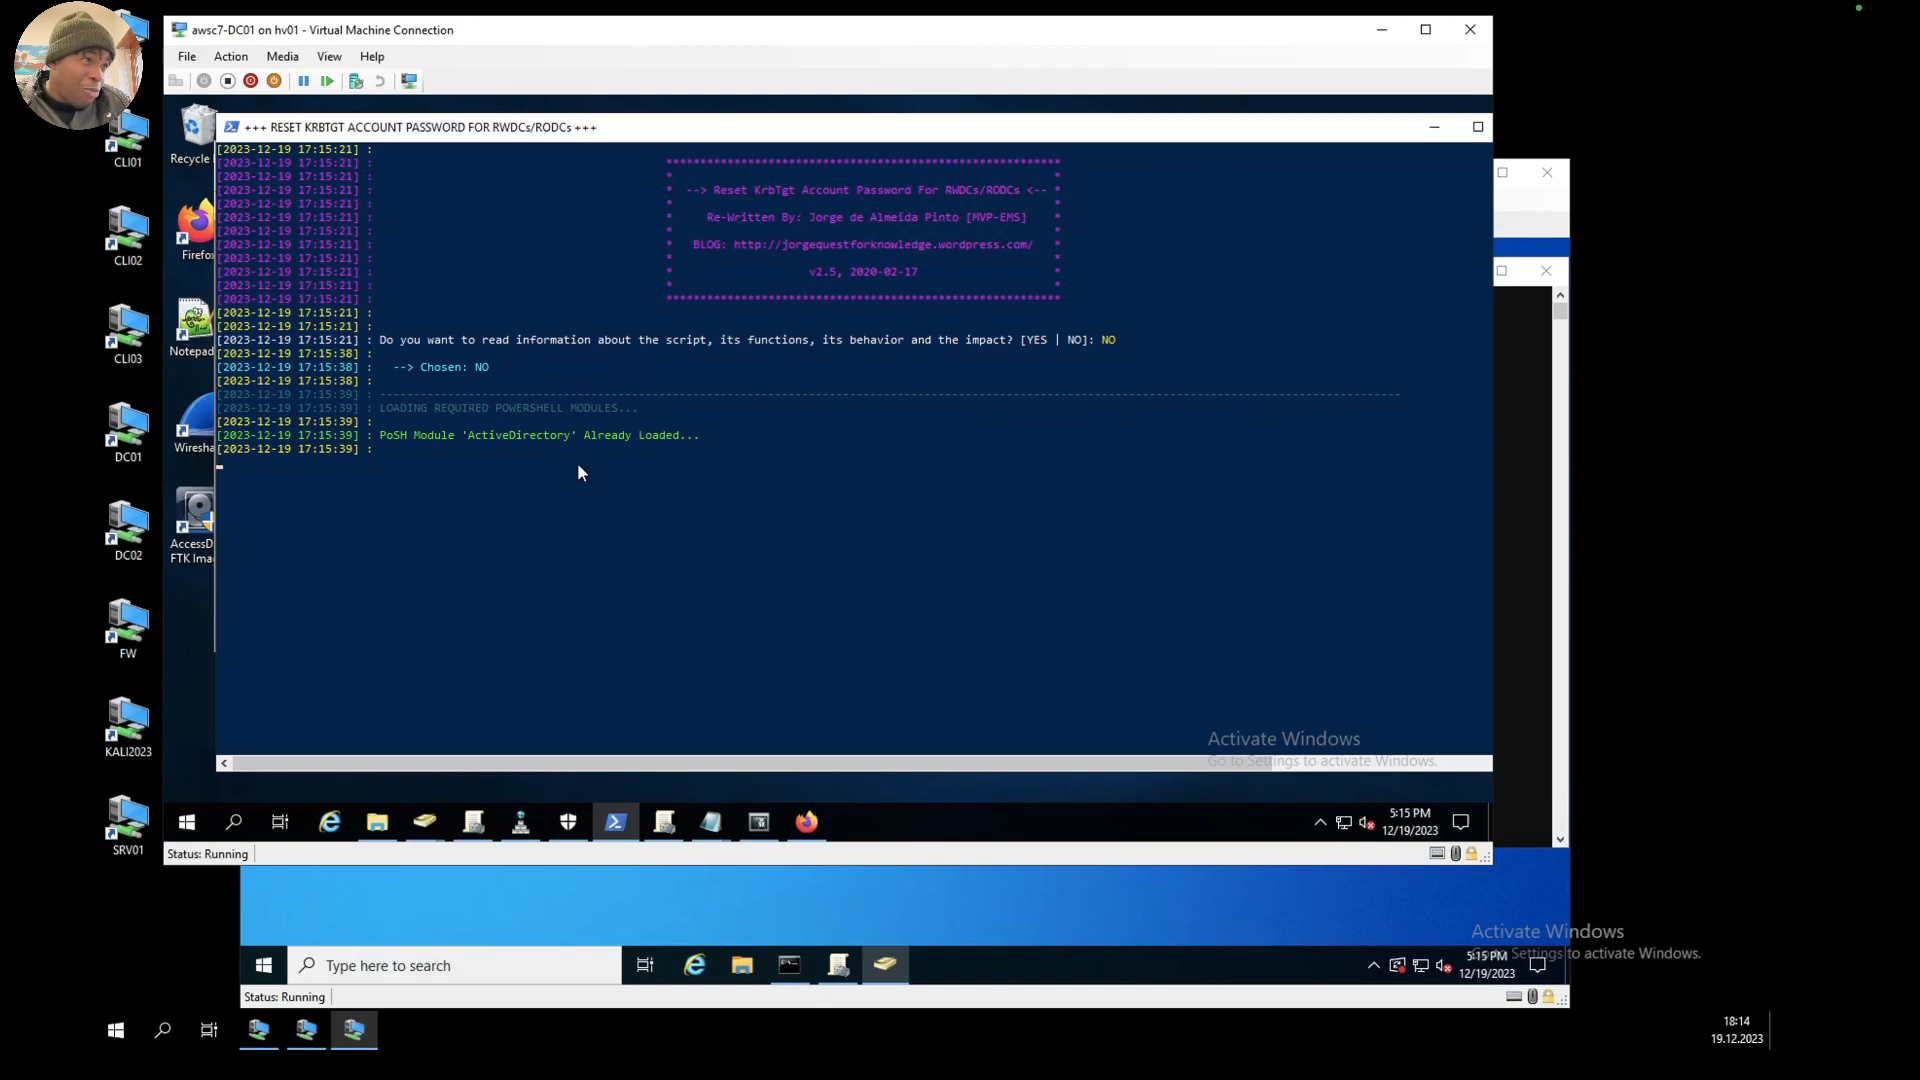 awsc7-DC01 on hv01 - Virtual Machine Connection
File Action Media View Help
+++ RESET KRBTGT ACCOUNT PASSWORD FOR RWDCs/RODCs +++
[2023-12-19 17:15:21] :
[2023-12-19 17:15:21] : **********************************************************
[2023-12-19 17:15:21] : * *
[2023-12-19 17:15:21] : * --> Reset KrbTgt Account Password For RWDCs/RODCs <-- *
[2023-12-19 17:15:21] : * *
[2023-12-19 17:15:21] : * Re-Written By: Jorge de Almeida Pinto [MVP-EMS] *
[2023-12-19 17:15:21] : * *
[2023-12-19 17:15:21] : * BLOG: http://jorgequestforknowledge.wordpress.com/ *
[2023-12-19 17:15:21] : * *
[2023-12-19 17:15:21] : * v2.5, 2020-02-17 *
[2023-12-19 17:15:21] : * *
[2023-12-19 17:15:21] : **********************************************************
[2023-12-19 17:15:21] :
[2023-12-19 17:15:21] :
[2023-12-19 17:15:21] : Do you want to read information about the script, its functions, its behavior and the impact? [YES | NO]: NO
[2023-12-19 17:15:38] :
[2023-12-19 17:15:38] : --> Chosen: NO
[2023-12-19 17:15:38] :
[2023-12-19 17:15:39] : ------------------------------------------------------------------------------------------------------------------------------------------------------
[2023-12-19 17:15:39] : LOADING REQUIRED POWERSHELL MODULES...
[2023-12-19 17:15:39] :
[2023-12-19 17:15:39] : PoSH Module 'ActiveDirectory' Already Loaded...
[2023-12-19 17:15:39] :
Activate Windows
Go to Settings to activate Windows.
Recycle
Firefox
Notepad
Wiresha
AccessD
FTK Ima
CLI01
CLI02
CLI03
DC01
DC02
FW
KALI2023
SRV01
5:15 PM
12/19/2023
Status: Running
Activate Windows
Go to Settings to activate Windows.
Type here to search
5:15 PM
12/19/2023
Status: Running
18:14
19.12.2023